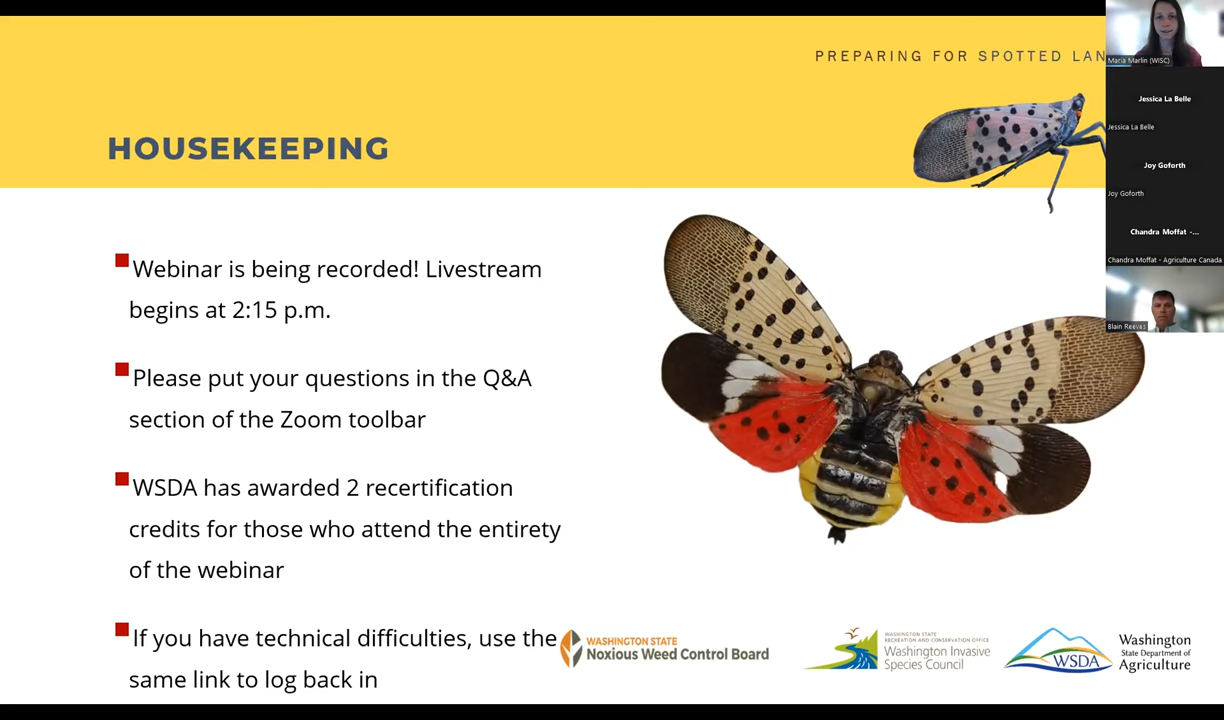 PREPARING FOR SPOTTED LAN
HOUSEKEEPING
Webinar is being recorded! Livestream
begins at 2:15 p.m.
Please put your questions in the Q&A
section of the Zoom toolbar
WSDA has awarded 2 recertification
credits for those who attend the entirety
of the webinar
If you have technical difficulties, use the
same link to log back in
WASHINGTON STATE
Noxious Weed Control Board
WASHINGTON STATE
RECREATION AND CONSERVATION OFFICE
Washington Invasive
Species Council
WSDA
Washington
State Department of
Agriculture
Maria Marlin (WISC)
Jessica La Belle
Jessica La Belle
Joy Goforth
Joy Goforth
Chandra Moffat -...
Chandra Moffat - Agriculture Canada
Blain Reeves